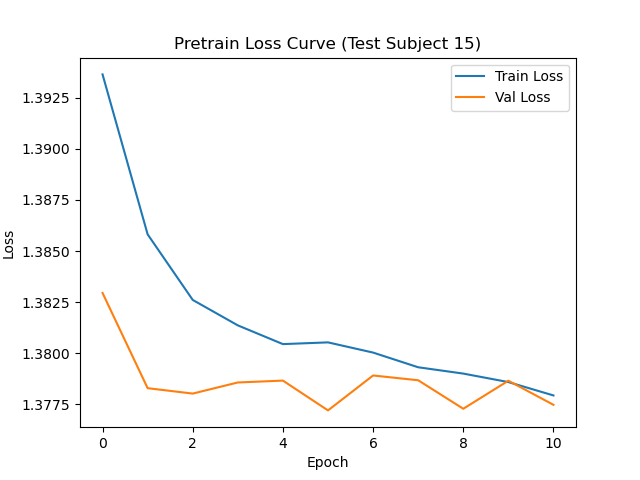 Pretrain Loss Curve (Test Subject 15)
Train Loss
Val Loss
1.3925
1.3900
1.3875
1.3850
1.3825
1.3800
1.3775
Loss
0
2
4
6
8
10
Epoch